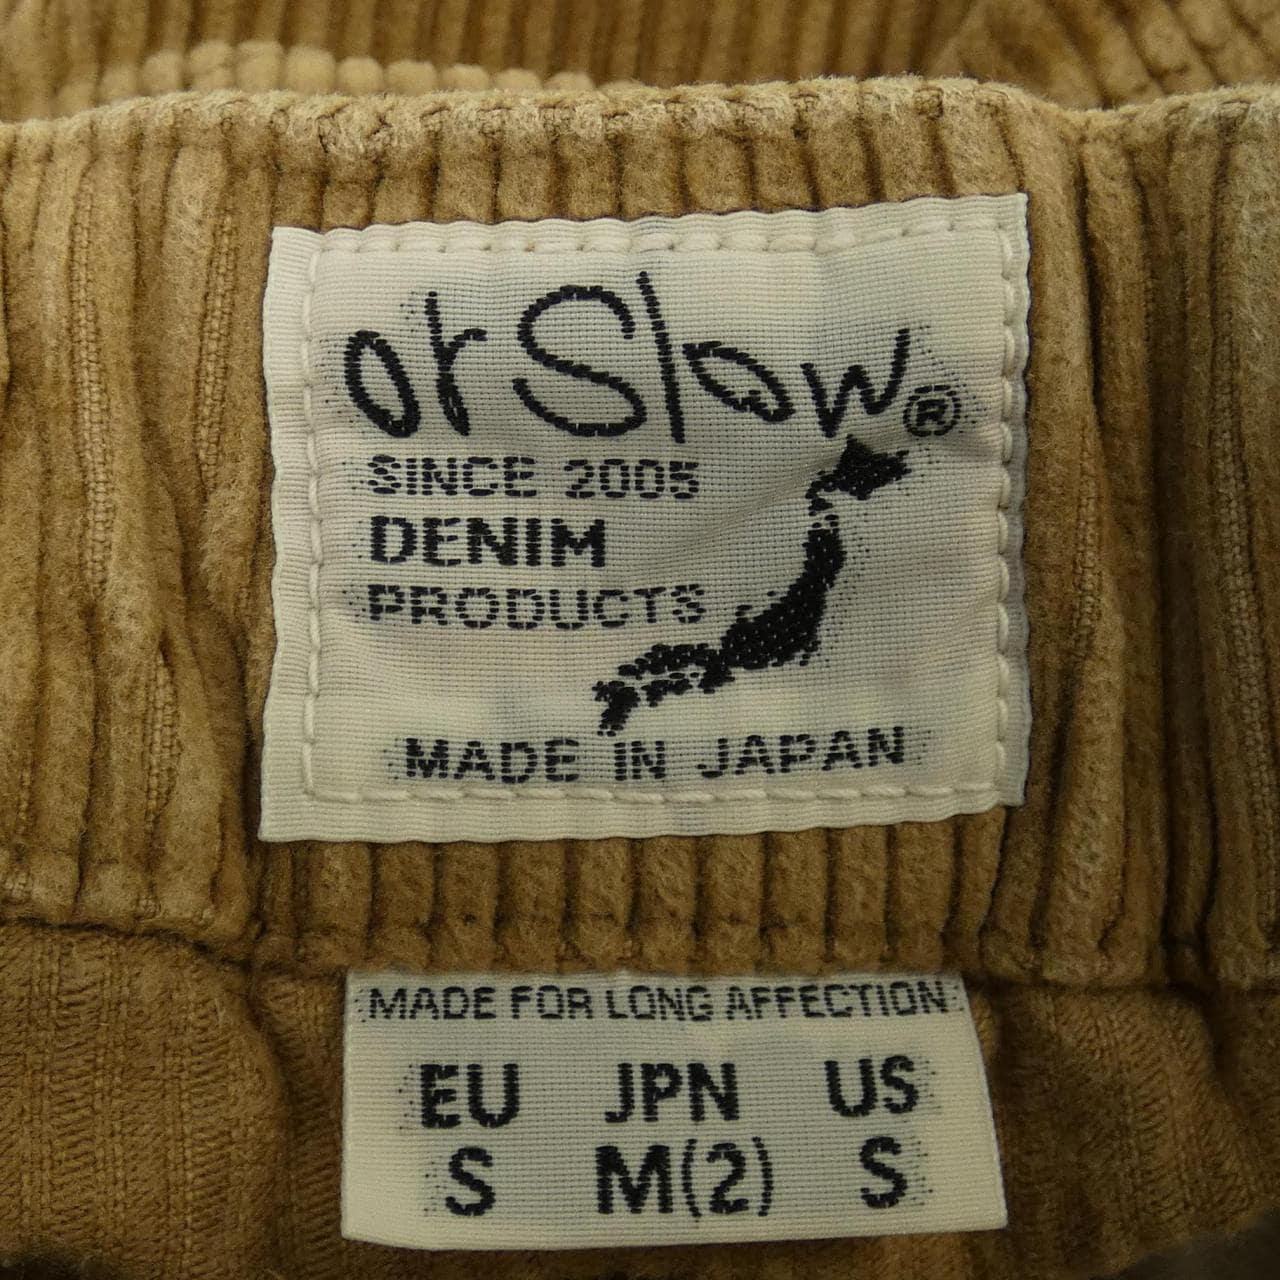 orSlow®
SINCE 2005
DENIM
PRODUCTS
MADE IN JAPAN
MADE FOR LONG AFFECTION
EU JPN US
S M(2) S